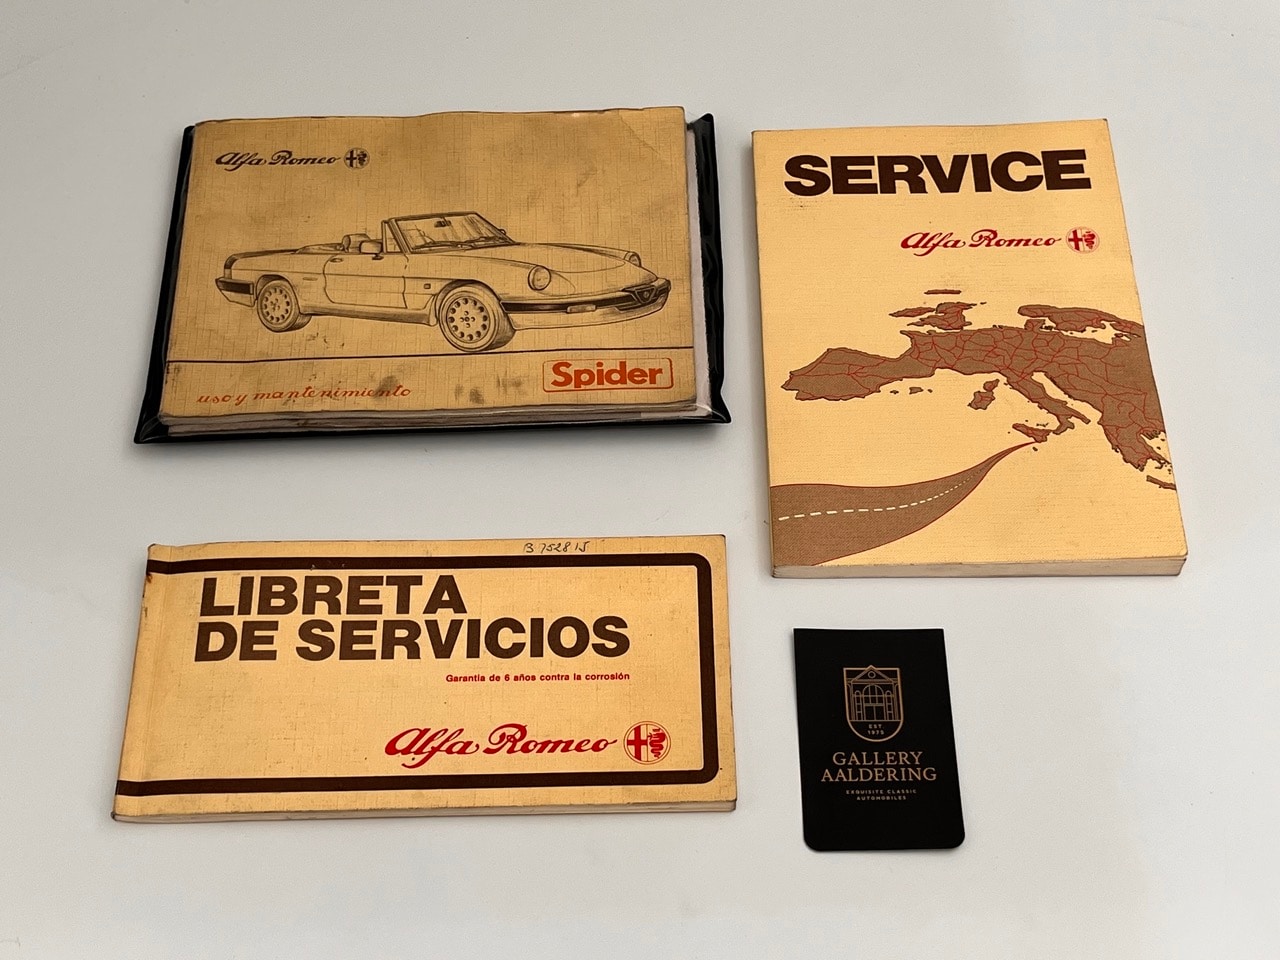 Alfa Romeo
Spider
uso y mantenimiento
SERVICE
Alfa Romeo
B 752815
LIBRETA
DE SERVICIOS
Garantia de 6 años contra la corrosión
Alfa Romeo
EST.
1975
GALLERY
AALDERING
EXQUISITE CLASSIC
AUTOMOBILES